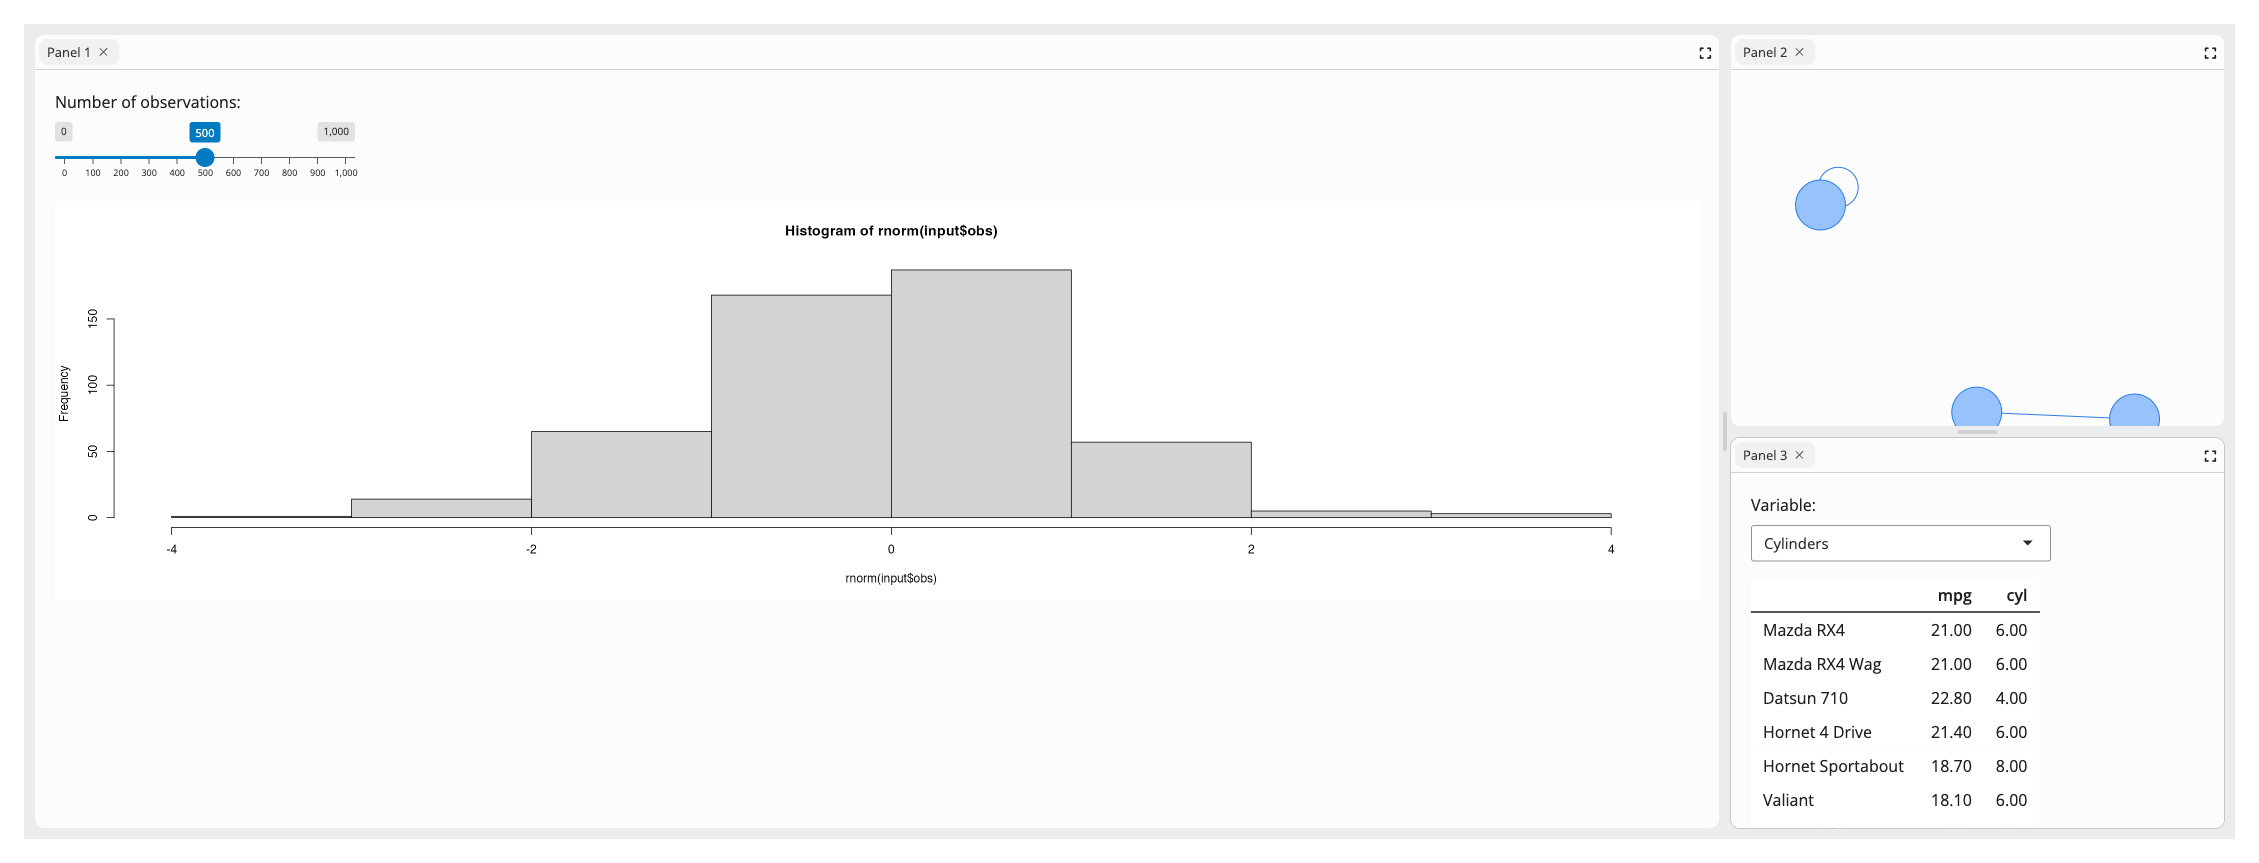 Panel 1
Number of observations:
0 500 1,000
0 100 200 300 400 500 600 700 800 900 1,000
Histogram of rnorm(input$obs)
Frequency
150
100
50
0
-4 -2 0 2 4
rnorm(input$obs)
Panel 2
Panel 3
Variable:
Cylinders
mpg cyl
Mazda RX4 21.00 6.00
Mazda RX4 Wag 21.00 6.00
Datsun 710 22.80 4.00
Hornet 4 Drive 21.40 6.00
Hornet Sportabout 18.70 8.00
Valiant 18.10 6.00